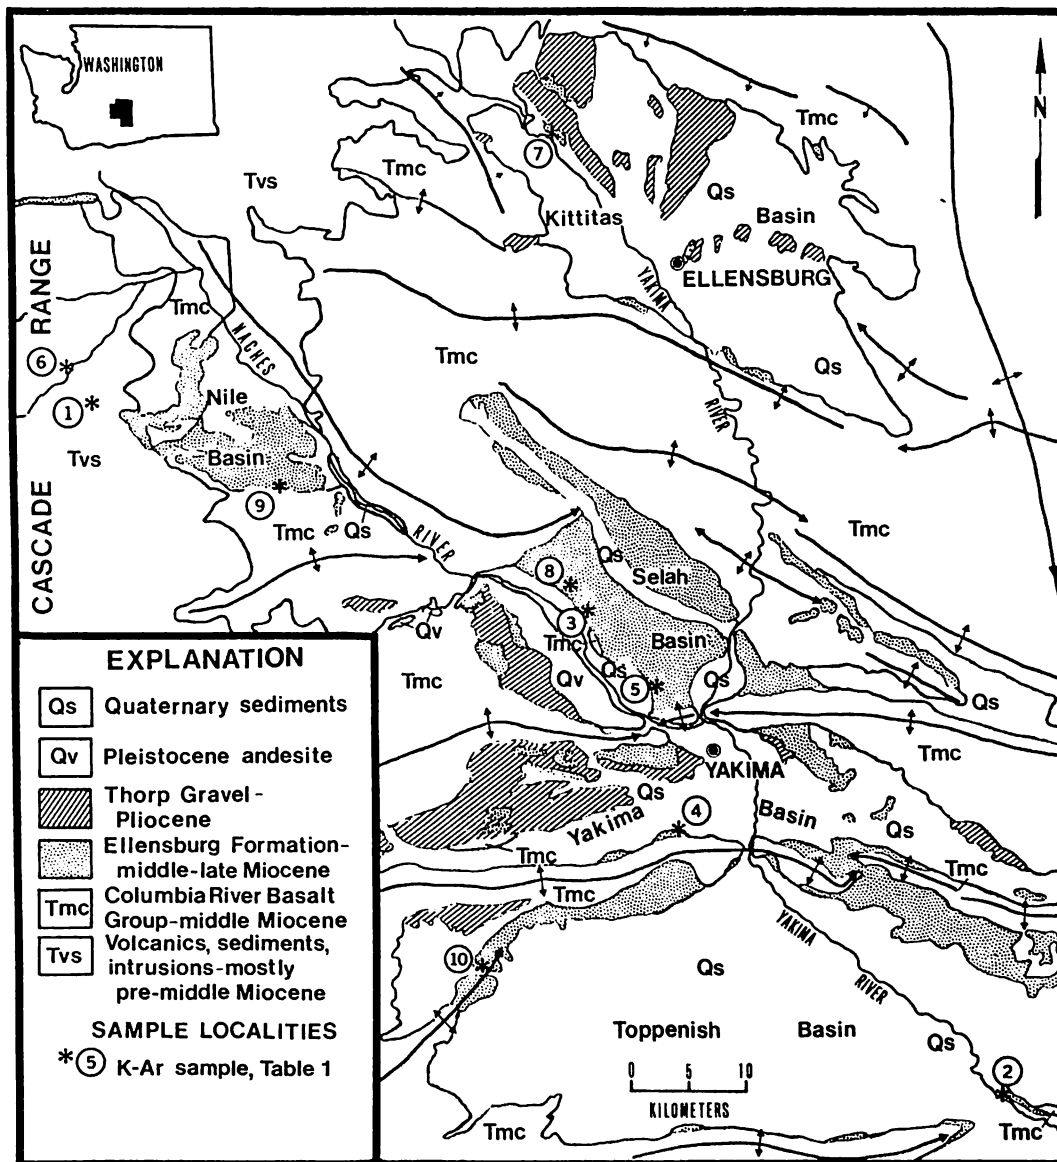 WASHINGTON
N
Tmc
7
Tmc
Tvs
Qs
Kittitas
Basin
ELLENSBURG
YAKIMA
RANGE
Tmc
NACHES
6
Tmc
Qs
1
Nile
RIVER
Tvs
Basin
CASCADE
9
Tmc
Qs
RIVER
Tmc
Qs
8
Selah
Qv
3
Tmc
Basin
Qs
5
Qs
Qv
Tmc
Qs
Tmc
YAKIMA
Qs
Yakima
4
Basin
Qs
Tmc
Tmc
Tmc
YAKIMA
10
Qs
RIVER
Toppenish
Basin
Qs
2
0 5 10
KILOMETERS
Tmc
Tmc
EXPLANATION
Qs Quaternary sediments
Qv Pleistocene andesite
Thorp Gravel-
Pliocene
Ellensburg Formation-
middle-late Miocene
Tmc Columbia River Basalt
Group-middle Miocene
Tvs Volcanics, sediments,
intrusions-mostly
pre-middle Miocene
SAMPLE LOCALITIES
*5 K-Ar sample, Table 1